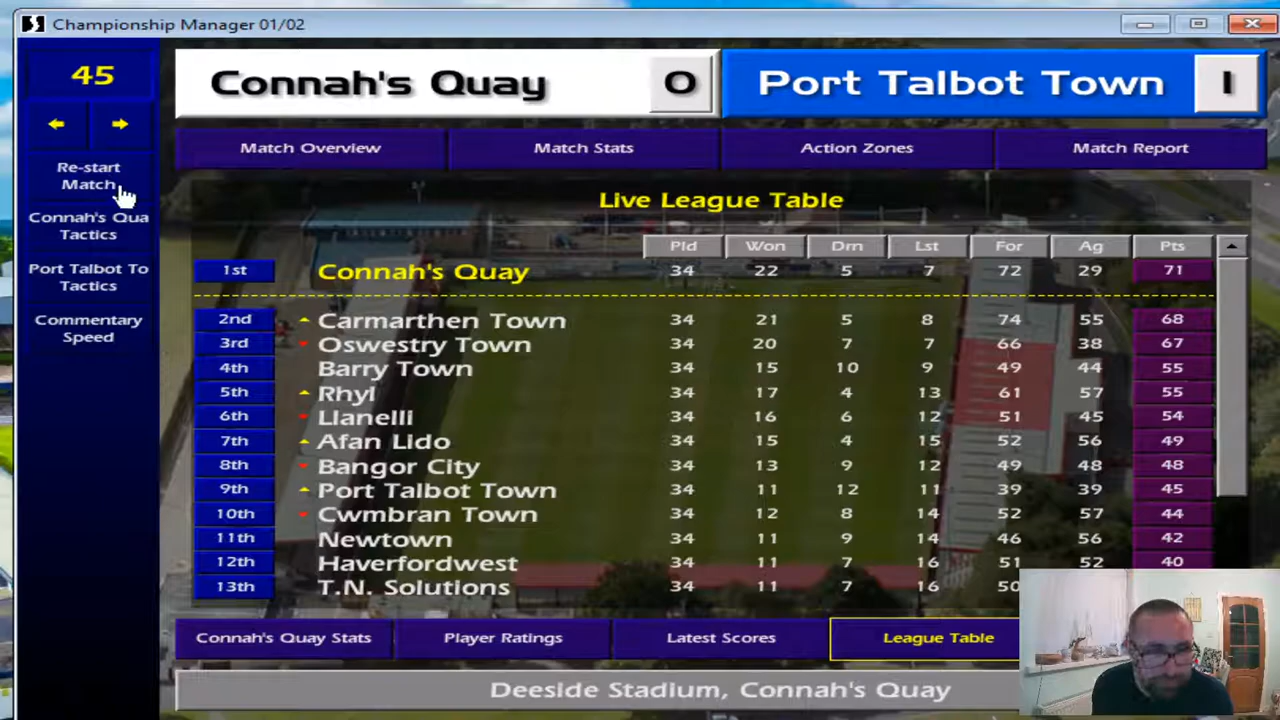 Championship Manager 01/02
45
Connah's Quay 0
Port Talbot Town 1
Match Overview
Match Stats
Action Zones
Match Report
Re-start
Match
Connah's Qua
Tactics
Port Talbot To
Tactics
Commentary
Speed
Live League Table
Pld Won Drn Lst For Ag Pts
1st Connah's Quay 34 22 5 7 72 29 71
2nd Carmarthen Town 34 21 5 8 74 55 68
3rd Oswestry Town 34 20 7 7 66 38 67
4th Barry Town 34 15 10 9 49 44 55
5th Rhyl 34 17 4 13 61 57 55
6th Llanelli 34 16 6 12 51 45 54
7th Afan Lido 34 15 4 15 52 56 49
8th Bangor City 34 13 9 12 49 48 48
9th Port Talbot Town 34 11 12 11 39 39 45
10th Cwmbran Town 34 12 8 14 52 57 44
11th Newtown 34 11 9 14 46 56 42
12th Haverfordwest 34 11 7 16 51 52 40
13th T.N. Solutions 34 11 7 16 50
Connah's Quay Stats
Player Ratings
Latest Scores
League Table
Deeside Stadium, Connah's Quay